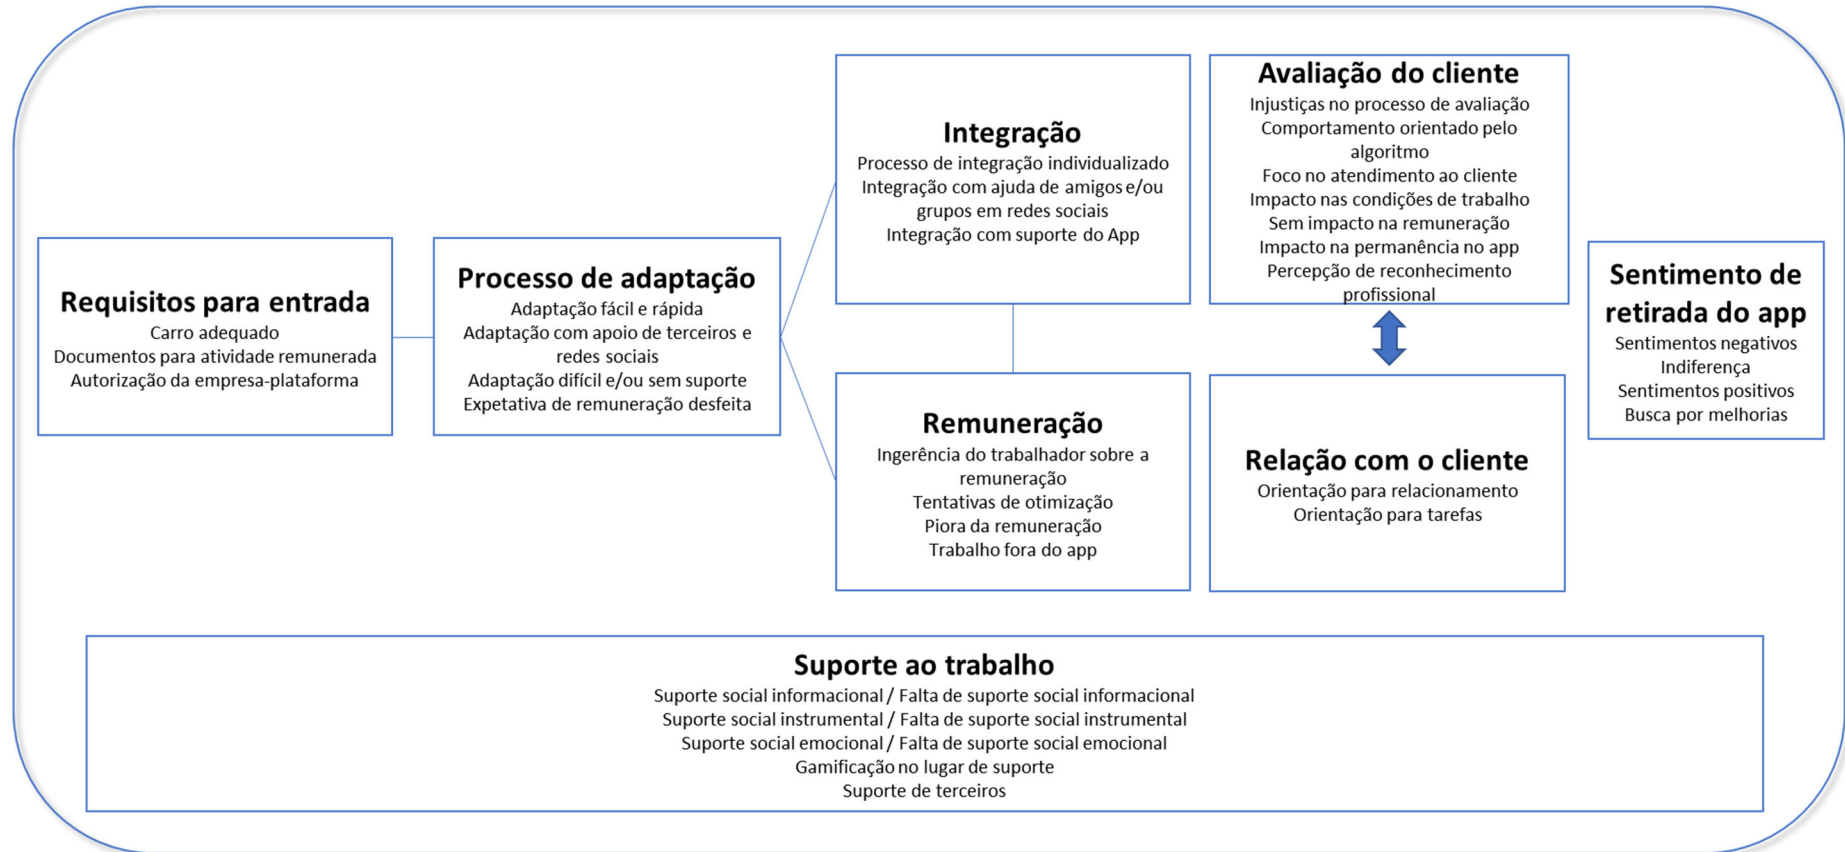 Requisitos para entrada
Carro adequado
Documentos para atividade remunerada
Autorização da empresa-plataforma
Processo de adaptação
Adaptação fácil e rápida
Adaptação com apoio de terceiros e
redes sociais
Adaptação difícil e/ou sem suporte
Expetativa de remuneração desfeita
Integração
Processo de integração individualizado
Integração com ajuda de amigos e/ou
grupos em redes sociais
Integração com suporte do App
Remuneração
Ingerência do trabalhador sobre a
remuneração
Tentativas de otimização
Piora da remuneração
Trabalho fora do app
Avaliação do cliente
Injustiças no processo de avaliação
Comportamento orientado pelo
algoritmo
Foco no atendimento ao cliente
Impacto nas condições de trabalho
Sem impacto na remuneração
Impacto na permanência no app
Percepção de reconhecimento
profissional
Relação com o cliente
Orientação para relacionamento
Orientação para tarefas
Sentimento de
retirada do app
Sentimentos negativos
Indiferença
Sentimentos positivos
Busca por melhorias
Suporte ao trabalho
Suporte social informacional / Falta de suporte social informacional
Suporte social instrumental / Falta de suporte social instrumental
Suporte social emocional / Falta de suporte social emocional
Gamificação no lugar de suporte
Suporte de terceiros